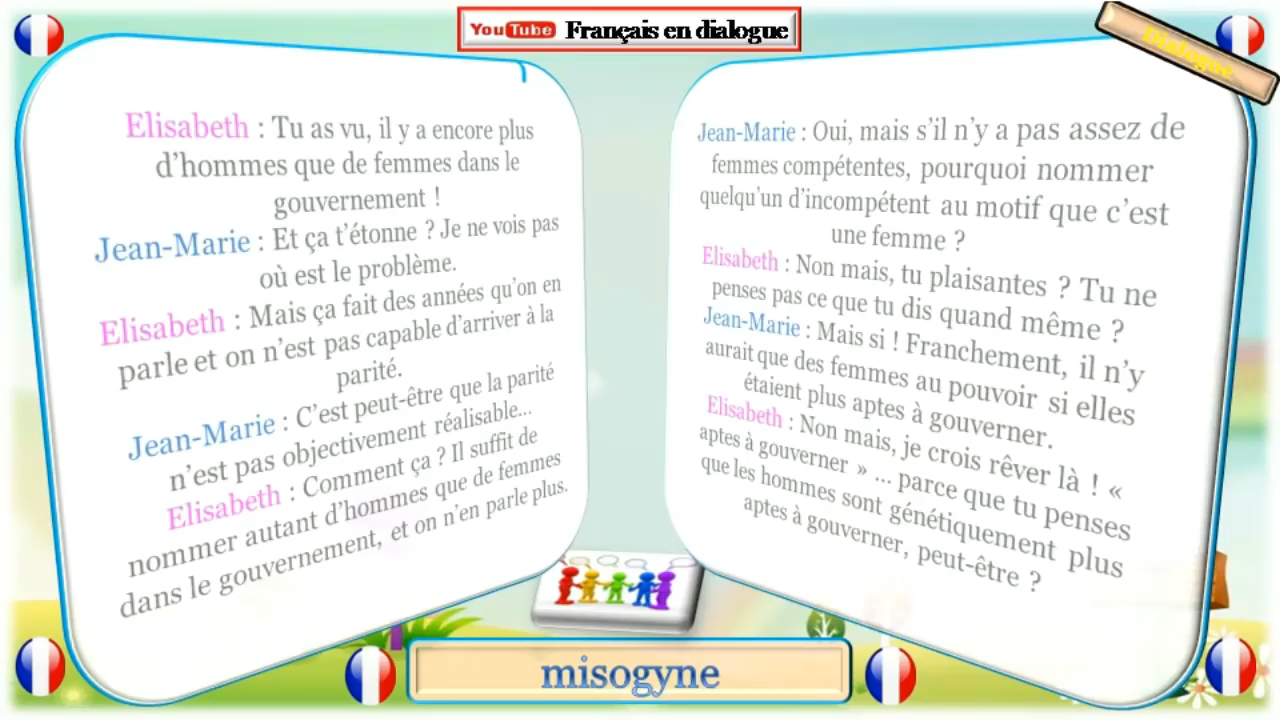 YouTube Français en dialogue
Dialogue
Elisabeth : Tu as vu, il y a encore plus
d’hommes que de femmes dans le
gouvernement !
Jean-Marie : Et ça t’étonne ? Je ne vois pas
où est le problème.
Elisabeth : Mais ça fait des années qu’on en
parle et on n’est pas capable d’arriver à la
parité.
Jean-Marie : C’est peut-être que la parité
n’est pas objectivement réalisable...
Elisabeth : Comment ça ? Il suffit de
nommer autant d’hommes que de femmes
dans le gouvernement, et on n’en parle plus.
Jean-Marie : Oui, mais s’il n’y a pas assez de
femmes compétentes, pourquoi nommer
quelqu’un d’incompétent au motif que c’est
une femme ?
Elisabeth : Non mais, tu plaisantes ? Tu ne
penses pas ce que tu dis quand même ?
Jean-Marie : Mais si ! Franchement, il n’y
aurait que des femmes au pouvoir si elles
étaient plus aptes à gouverner.
Elisabeth : Non mais, je crois rêver là ! «
aptes à gouverner » ... parce que tu penses
que les hommes sont génétiquement plus
aptes à gouverner, peut-être ?
misogyne